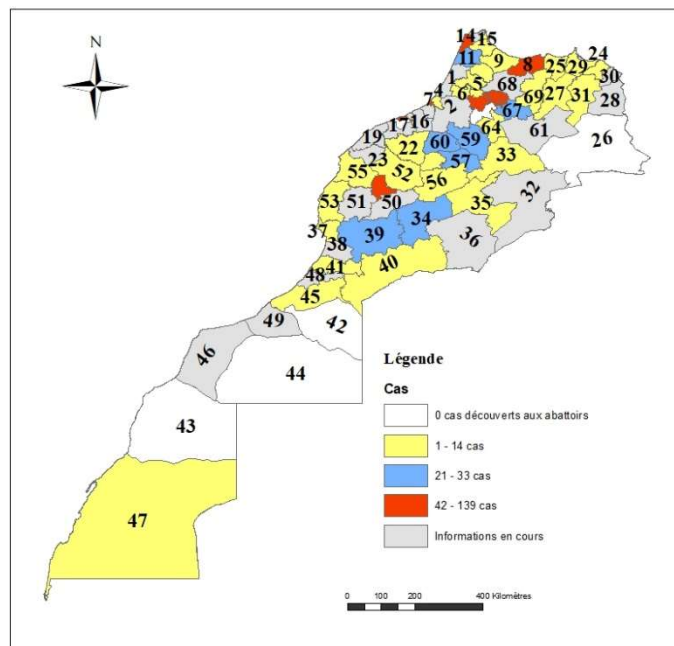 N
14 15
11 9 8 25 29 24
1 5 68 30
7 4 6 69 27 31 28
2 67
19 17 16 64 61 26
60 59
23 22 57 33
55 52 56
53 51 50 35 32
37 34
38 39 36
48 41 40
45
49 42
46
44
43
47
Légende
Cas
0 cas découverts aux abattoirs
1 - 14 cas
21 - 33 cas
42 - 139 cas
Informations en cours
0 50 100 200 400 Kilomètres